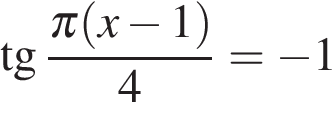 tg π(x − 1)/4 = −1